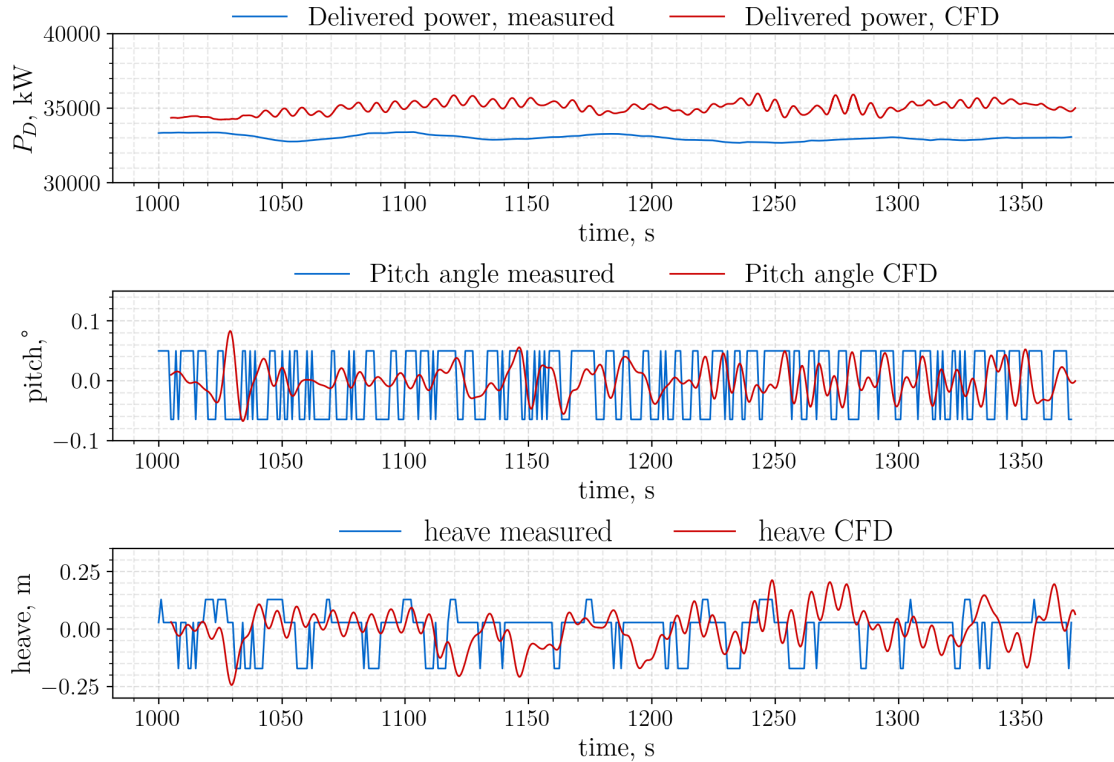 Delivered power, measured Delivered power, CFD
40000
35000
30000
P_D, kW
1000 1050 1100 1150 1200 1250 1300 1350
time, s
Pitch angle measured Pitch angle CFD
0.1
0.0
−0.1
pitch,°
1000 1050 1100 1150 1200 1250 1300 1350
time, s
heave measured heave CFD
0.25
0.00
−0.25
heave, m
1000 1050 1100 1150 1200 1250 1300 1350
time, s